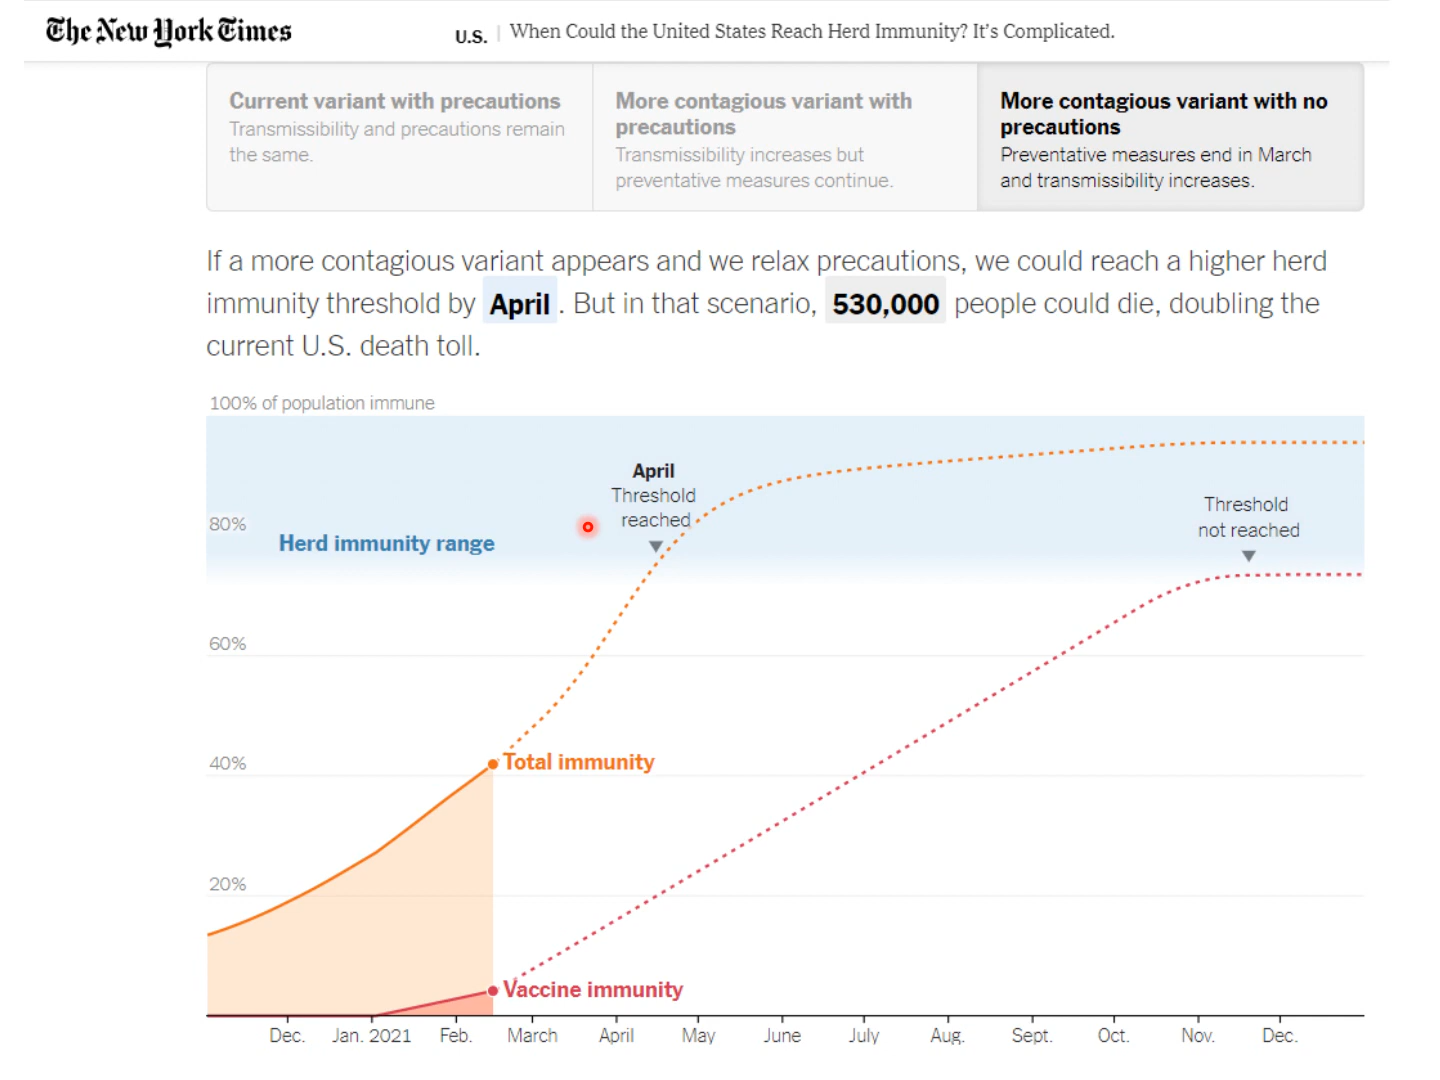 The New York Times
U.S. | When Could the United States Reach Herd Immunity? It's Complicated.
Current variant with precautions
Transmissibility and precautions remain
the same.
More contagious variant with
precautions
Transmissibility increases but
preventative measures continue.
More contagious variant with no
precautions
Preventative measures end in March
and transmissibility increases.
If a more contagious variant appears and we relax precautions, we could reach a higher herd
immunity threshold by April. But in that scenario, 530,000 people could die, doubling the
current U.S. death toll.
100% of population immune
April
Threshold
reached
Threshold
not reached
80%
Herd immunity range
60%
40%
Total immunity
20%
Vaccine immunity
Dec. Jan. 2021 Feb. March April May June July Aug. Sept. Oct. Nov. Dec.